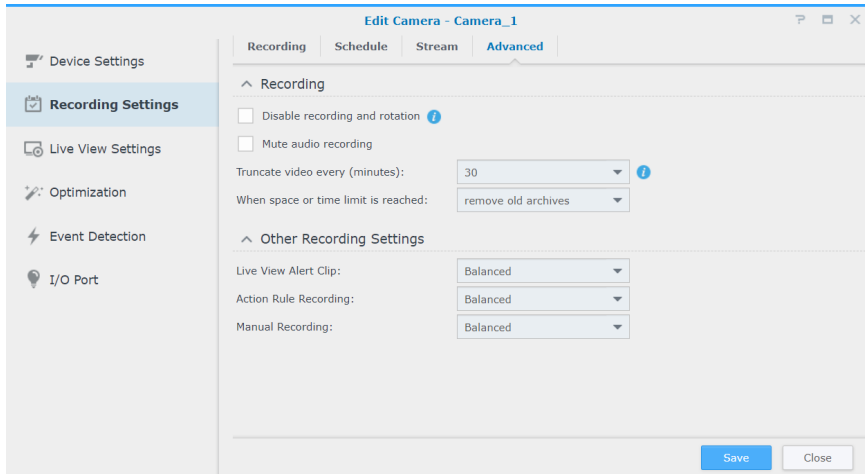 Edit Camera - Camera_1
Device Settings
Recording Settings
Live View Settings
Optimization
Event Detection
I/O Port
Recording Schedule Stream Advanced
Recording
Disable recording and rotation
Mute audio recording
Truncate video every (minutes): 30
When space or time limit is reached: remove old archives
Other Recording Settings
Live View Alert Clip: Balanced
Action Rule Recording: Balanced
Manual Recording: Balanced
Save Close